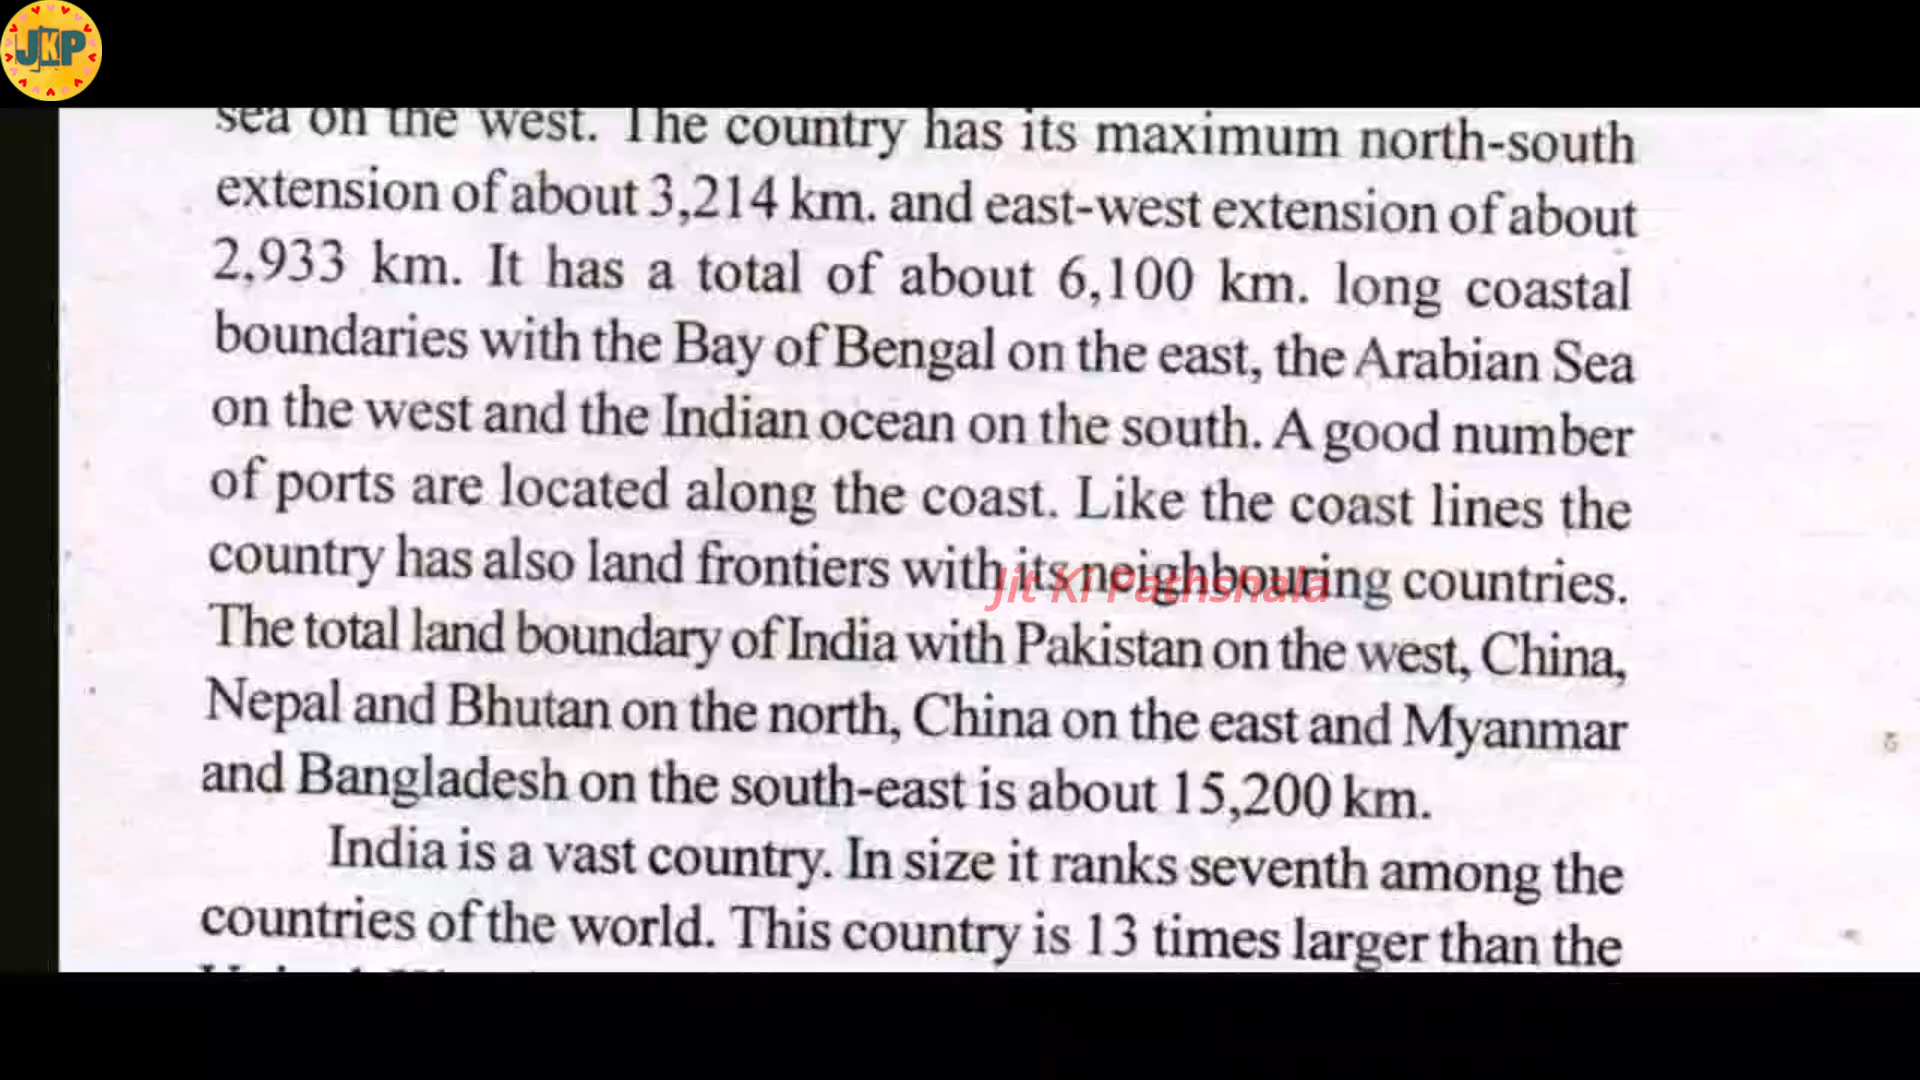 JKP
sea on the west. The country has its maximum north-south
extension of about 3,214 km. and east-west extension of about
2,933 km. It has a total of about 6,100 km. long coastal
boundaries with the Bay of Bengal on the east, the Arabian Sea
on the west and the Indian ocean on the south. A good number
of ports are located along the coast. Like the coast lines the
country has also land frontiers with its neighbouring countries.
Jit Ki Pathshala
The total land boundary of India with Pakistan on the west, China,
Nepal and Bhutan on the north, China on the east and Myanmar
and Bangladesh on the south-east is about 15,200 km.
India is a vast country. In size it ranks seventh among the
countries of the world. This country is 13 times larger than the